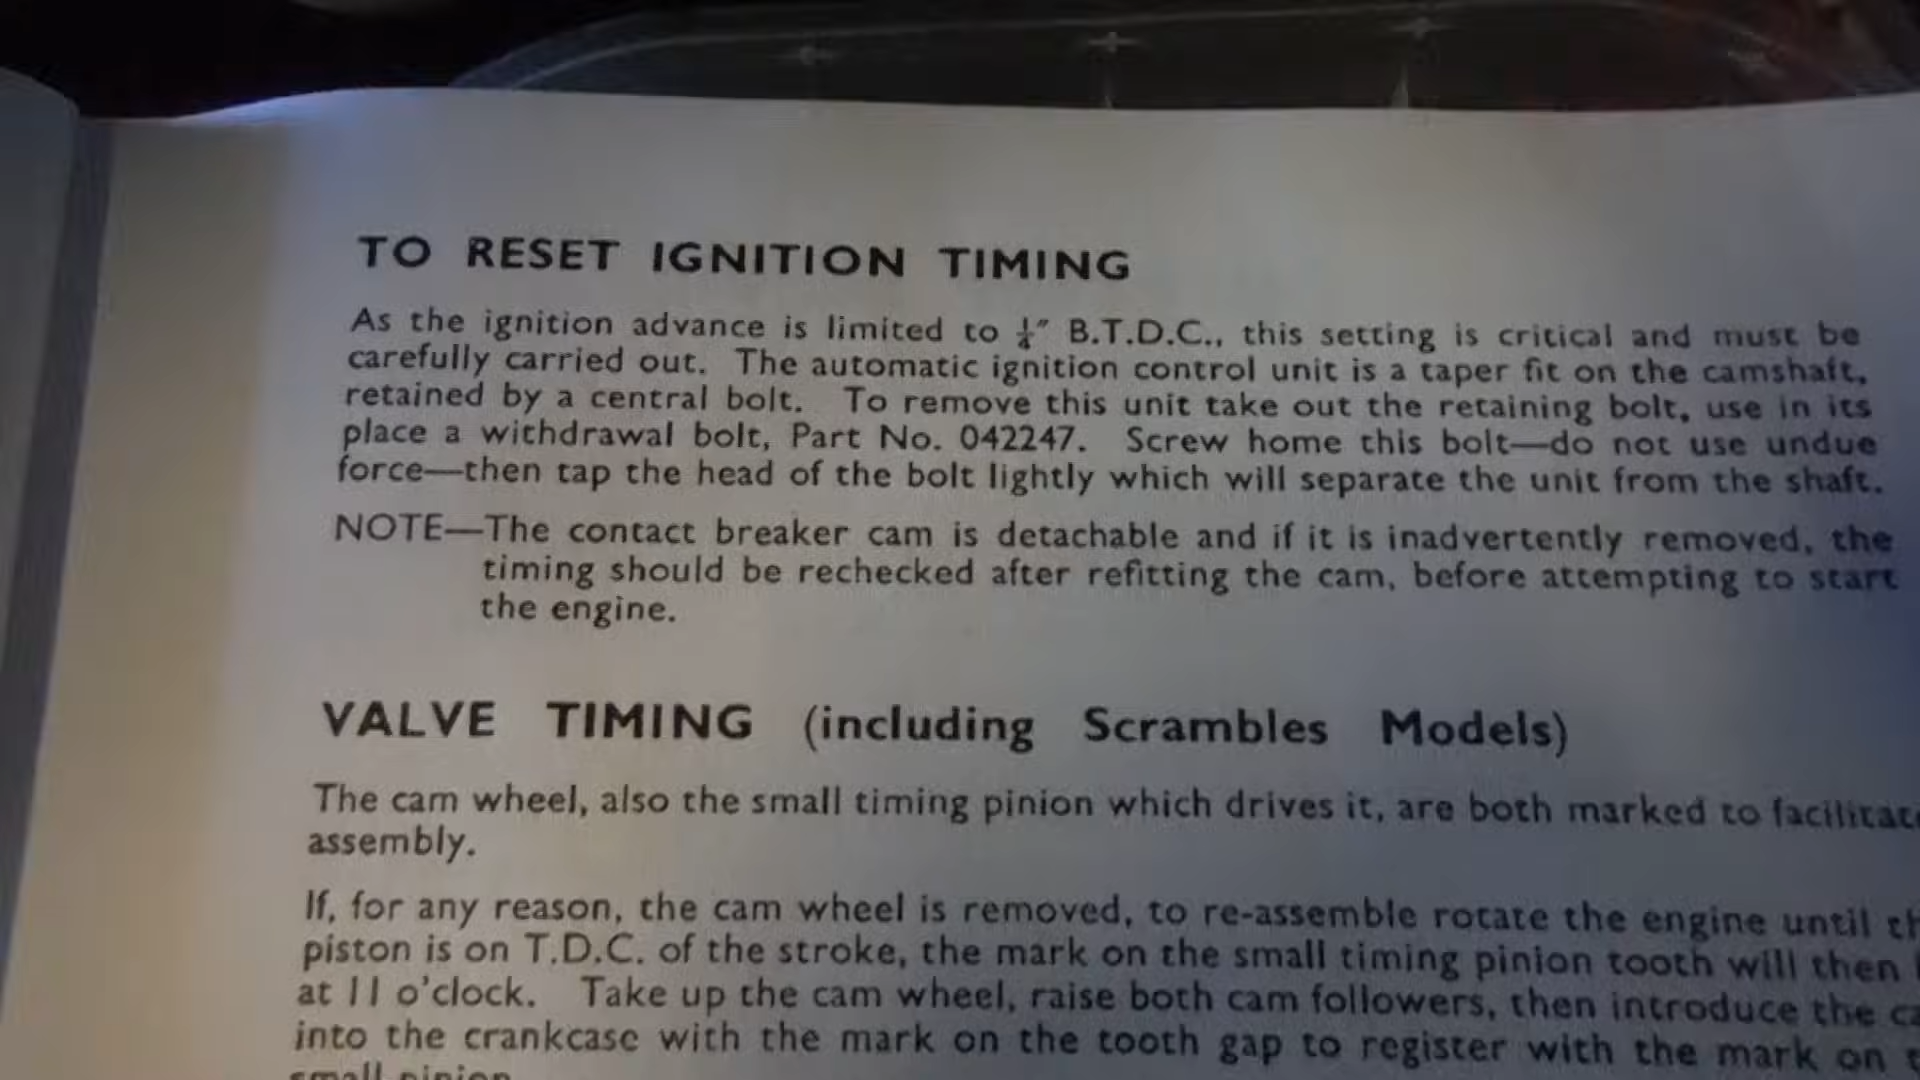 TO RESET IGNITION TIMING
As the ignition advance is limited to ¼″ B.T.D.C., this setting is critical and must be
carefully carried out. The automatic ignition control unit is a taper fit on the camshaft,
retained by a central bolt. To remove this unit take out the retaining bolt, use in its
place a withdrawal bolt, Part No. 042247. Screw home this bolt—do not use undue
force—then tap the head of the bolt lightly which will separate the unit from the shaft.
NOTE—The contact breaker cam is detachable and if it is inadvertently removed, the
timing should be rechecked after refitting the cam, before attempting to start
the engine.
VALVE TIMING (including Scrambles Models)
The cam wheel, also the small timing pinion which drives it, are both marked to facilitat
assembly.
If, for any reason, the cam wheel is removed, to re-assemble rotate the engine until
piston is on T.D.C. of the stroke, the mark on the small timing pinion tooth will then
at 11 o'clock. Take up the cam wheel, raise both cam followers, then introduce the
into the crankcase with the mark on the tooth gap to register with the mark on
small pinion